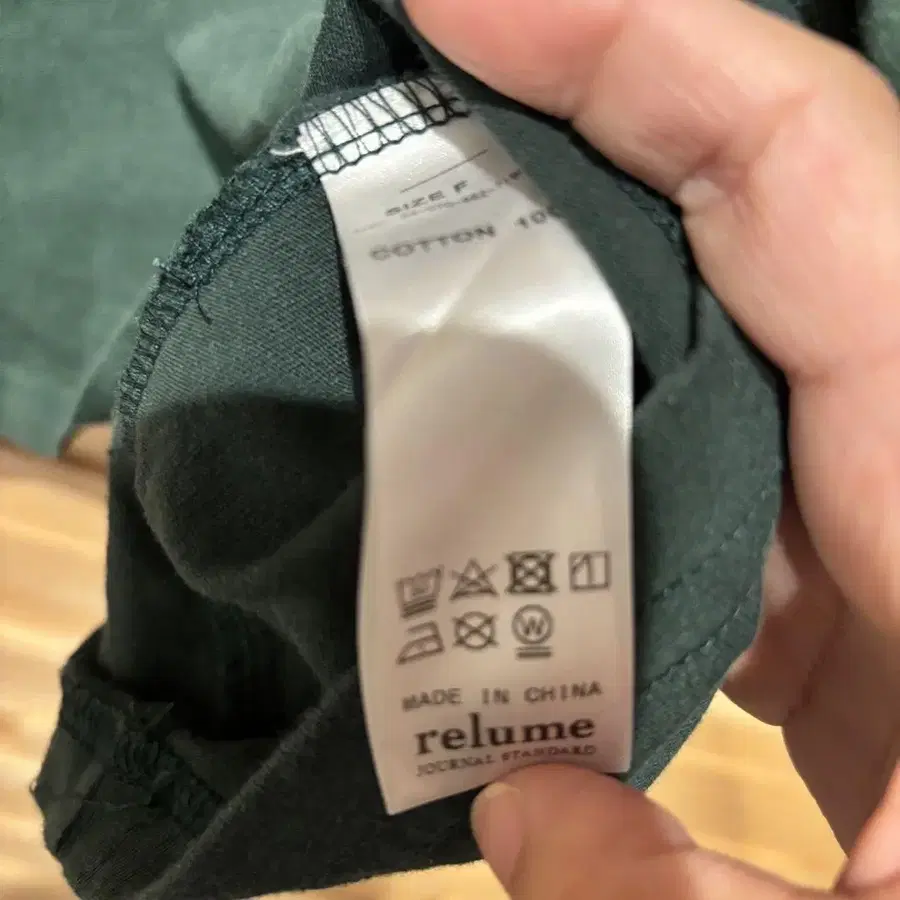 SIZE F
COTTON 10
W
MADE IN CHINA
relume
JOURNAL STANDARD